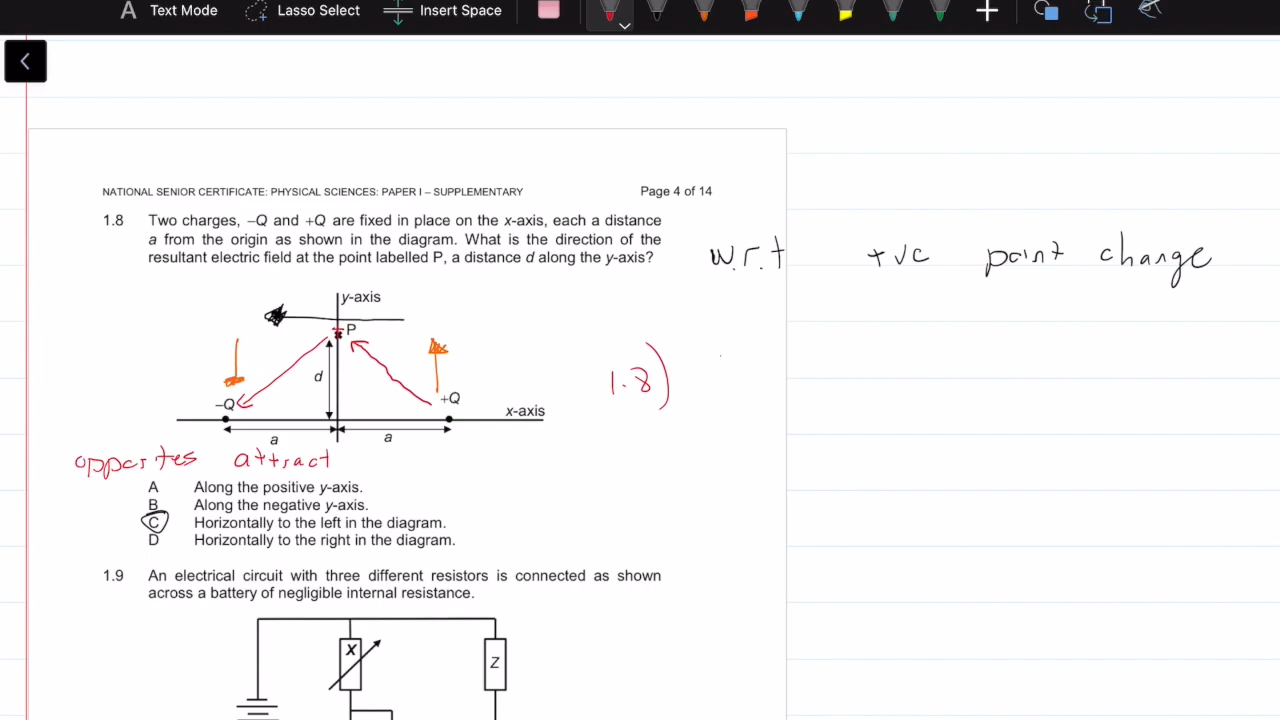 Text Mode Lasso Select Insert Space
NATIONAL SENIOR CERTIFICATE: PHYSICAL SCIENCES: PAPER I – SUPPLEMENTARY Page 4 of 14
1.8 Two charges, –Q and +Q are fixed in place on the x-axis, each a distance
a from the origin as shown in the diagram. What is the direction of the
resultant electric field at the point labelled P, a distance d along the y-axis?
w.r.t +ve point change
y-axis
P
d
1.8)
–Q +Q
x-axis
a a
opposites attract
A Along the positive y-axis.
B Along the negative y-axis.
C Horizontally to the left in the diagram.
D Horizontally to the right in the diagram.
1.9 An electrical circuit with three different resistors is connected as shown
across a battery of negligible internal resistance.
X
Z